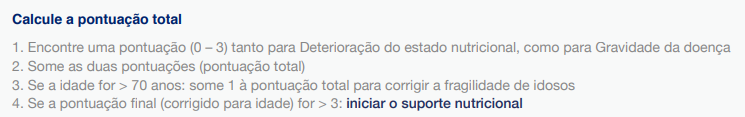 Calcule a pontuação total
1. Encontre uma pontuação (0 – 3) tanto para Deterioração do estado nutricional, como para Gravidade da doença
2. Some as duas pontuações (pontuação total)
3. Se a idade for > 70 anos: some 1 à pontuação total para corrigir a fragilidade de idosos
4. Se a pontuação final (corrigido para idade) for > 3: iniciar o suporte nutricional